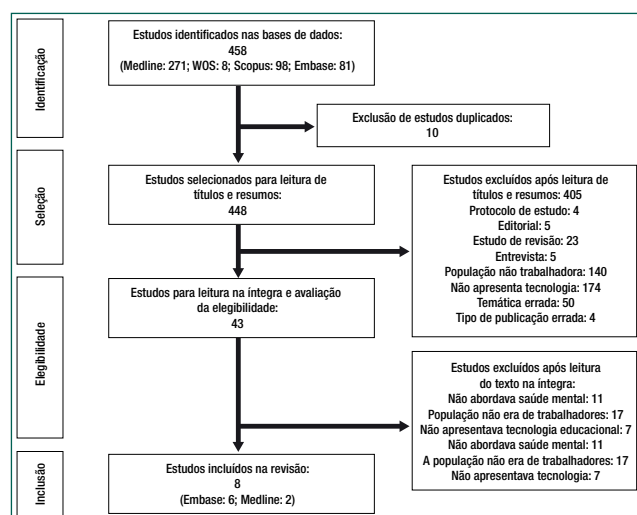 Identificação
Estudos identificados nas bases de dados:
458
(Medline: 271; WOS: 8; Scopus: 98; Embase: 81)
Exclusão de estudos duplicados:
10
Seleção
Estudos selecionados para leitura de
títulos e resumos:
448
Estudos excluídos após leitura de
títulos e resumos: 405
Protocolo de estudo: 4
Editorial: 5
Estudo de revisão: 23
Entrevista: 5
População não trabalhadora: 140
Não apresenta tecnologia: 174
Temática errada: 50
Tipo de publicação errada: 4
Elegibilidade
Estudos para leitura na íntegra e avaliação
da elegibilidade:
43
Estudos excluídos após leitura
do texto na íntegra:
Não abordava saúde mental: 11
População não era de trabalhadores: 17
Não apresentava tecnologia educacional: 7
Não abordava saúde mental: 11
A população não era de trabalhadores: 17
Não apresentava tecnologia: 7
Inclusão
Estudos incluídos na revisão:
8
(Embase: 6; Medline: 2)